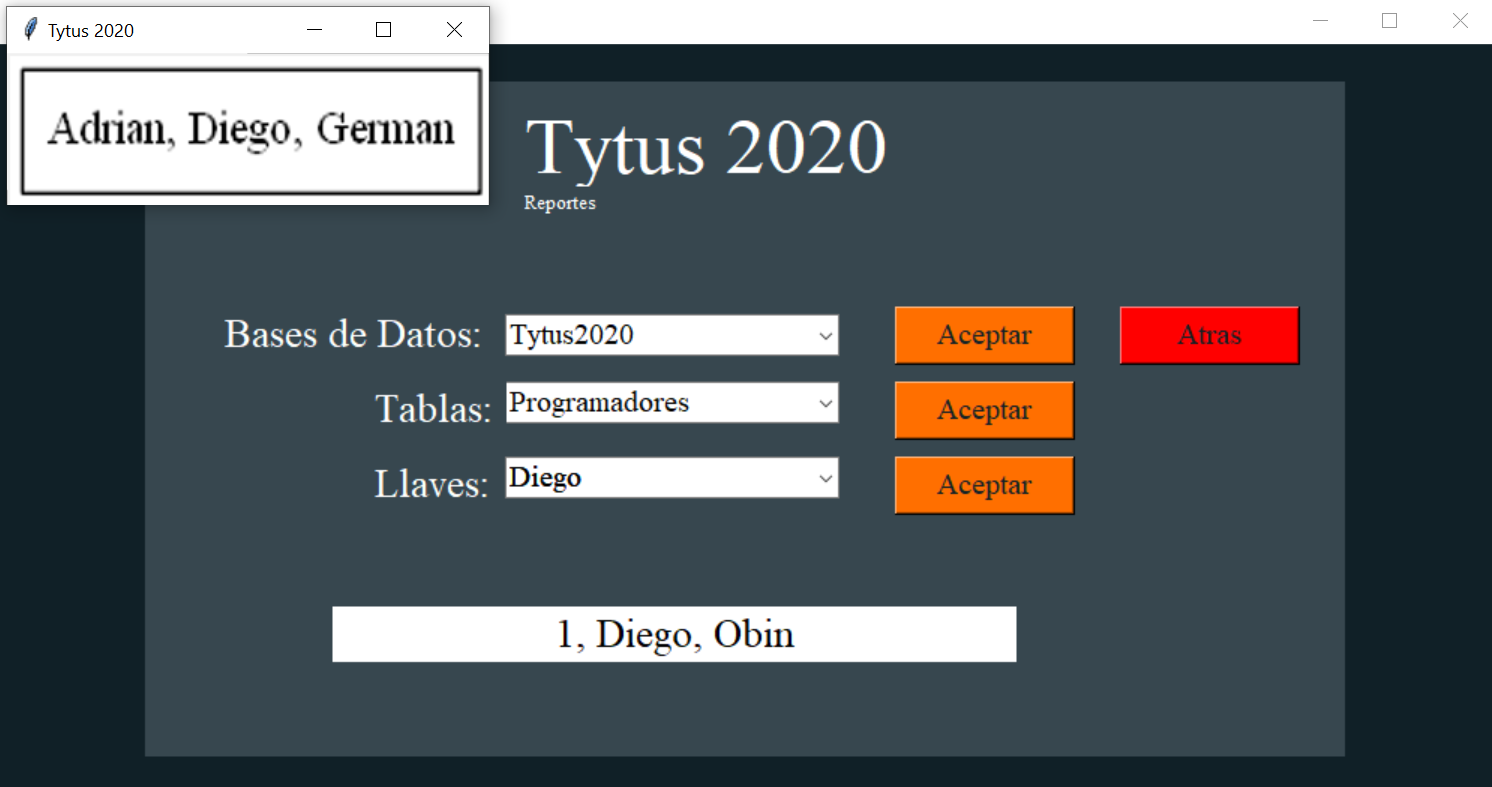 Tytus 2020
Adrian, Diego, German
Tytus 2020
Reportes
Bases de Datos: Tytus2020 Aceptar Atras
Tablas: Programadores Aceptar
Llaves: Diego Aceptar
1, Diego, Obin